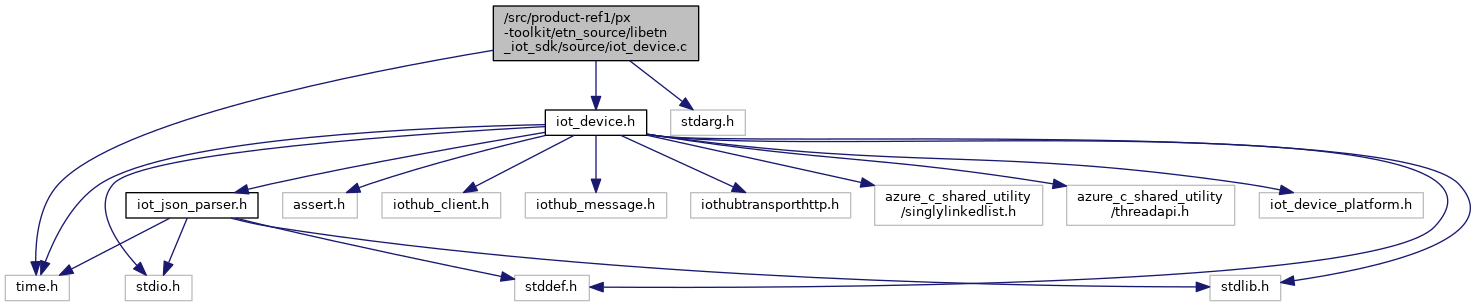 /src/product-ref1/px
-toolkit/etn_source/libetn
_iot_sdk/source/iot_device.c
iot_device.h
stdarg.h
iot_json_parser.h
assert.h
iothub_client.h
iothub_message.h
iothubtransporthttp.h
azure_c_shared_utility
/singlylinkedlist.h
azure_c_shared_utility
/threadapi.h
iot_device_platform.h
time.h
stdio.h
stddef.h
stdlib.h